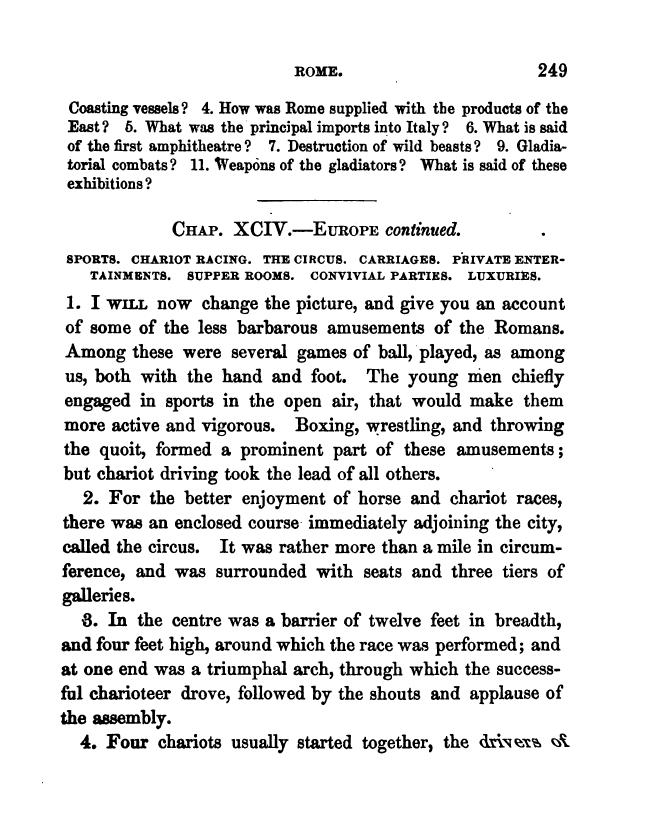 ROME. 249
Coasting vessels? 4. How was Rome supplied with the products of the
East? 5. What was the principal imports into Italy? 6. What is said
of the first amphitheatre? 7. Destruction of wild beasts? 9. Gladia-
torial combats? 11. Weapons of the gladiators? What is said of these
exhibitions?
CHAP. XCIV.—EUROPE continued.
SPORTS. CHARIOT RACING. THE CIRCUS. CARRIAGES. PRIVATE ENTER-
TAINMENTS. SUPPER ROOMS. CONVIVIAL PARTIES. LUXURIES.
1. I WILL now change the picture, and give you an account
of some of the less barbarous amusements of the Romans.
Among these were several games of ball, played, as among
us, both with the hand and foot. The young men chiefly
engaged in sports in the open air, that would make them
more active and vigorous. Boxing, wrestling, and throwing
the quoit, formed a prominent part of these amusements;
but chariot driving took the lead of all others.
2. For the better enjoyment of horse and chariot races,
there was an enclosed course immediately adjoining the city,
called the circus. It was rather more than a mile in circum-
ference, and was surrounded with seats and three tiers of
galleries.
3. In the centre was a barrier of twelve feet in breadth,
and four feet high, around which the race was performed; and
at one end was a triumphal arch, through which the success-
ful charioteer drove, followed by the shouts and applause of
the assembly.
4. Four chariots usually started together, the drivers of